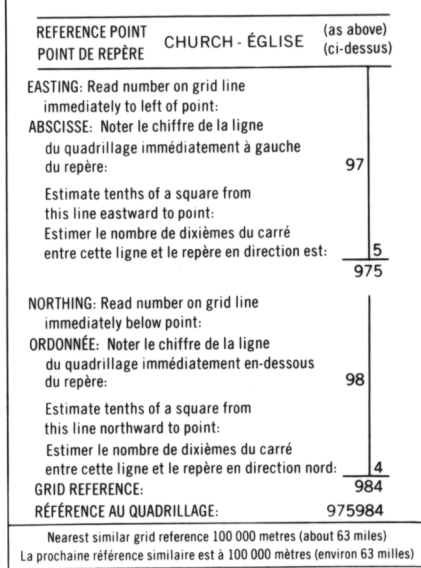 REFERENCE POINT CHURCH - ÉGLISE (as above)
POINT DE REPÈRE (ci-dessus)
EASTING: Read number on grid line
immediately to left of point:
ABSCISSE: Noter le chiffre de la ligne
du quadrillage immédiatement à gauche
du repère: 97
Estimate tenths of a square from
this line eastward to point:
Estimer le nombre de dixièmes du carré
entre cette ligne et le repère en direction est: 5
975
NORTHING: Read number on grid line
immediately below point:
ORDONNÉE: Noter le chiffre de la ligne
du quadrillage immédiatement en-dessous
du repère: 98
Estimate tenths of a square from
this line northward to point:
Estimer le nombre de dixièmes du carré
entre cette ligne et le repère en direction nord: 4
GRID REFERENCE: 984
RÉFÉRENCE AU QUADRILLAGE: 975984
Nearest similar grid reference 100 000 metres (about 63 miles)
La prochaine référence similaire est à 100 000 mètres (environ 63 milles)